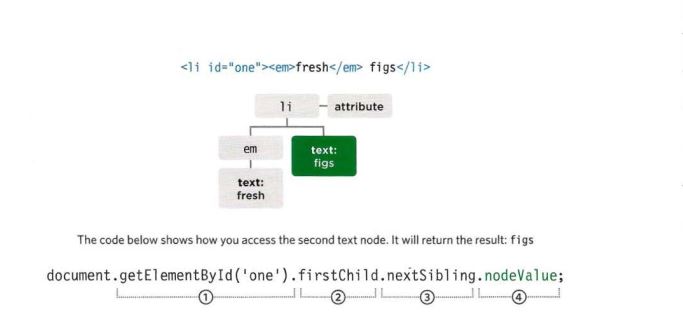 <li id="one"><em>fresh</em> figs</li>
li
attribute
em
text:
figs
text:
fresh
The code below shows how you access the second text node. It will return the result: figs
document.getElementById('one').firstChild.nextSibling.nodeValue;
① ② ③ ④